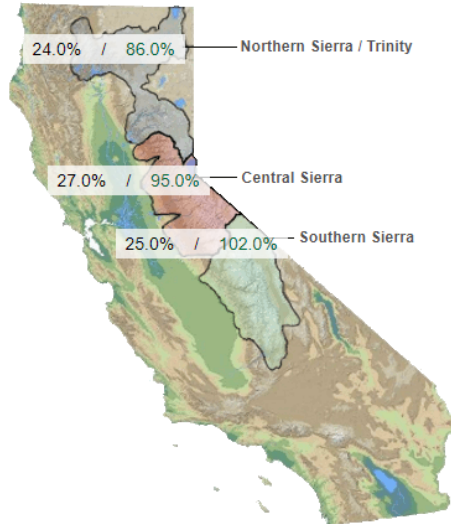 24.0% / 86.0% Northern Sierra / Trinity
27.0% / 95.0% Central Sierra
25.0% / 102.0% Southern Sierra